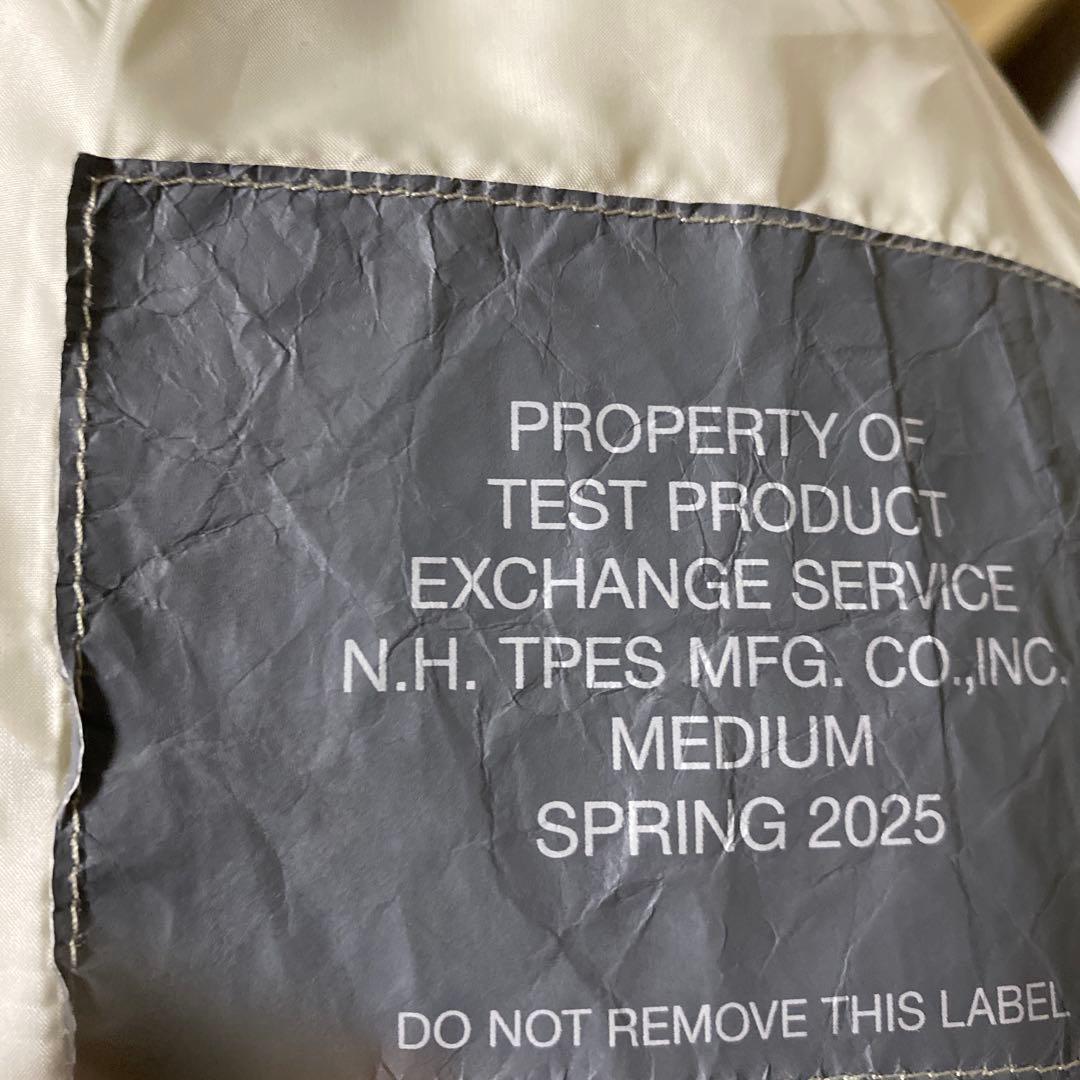 PROPERTY OF
TEST PRODUCT
EXCHANGE SERVICE
N.H. TPES MFG. CO.,INC.
MEDIUM
SPRING 2025
DO NOT REMOVE THIS LABEL